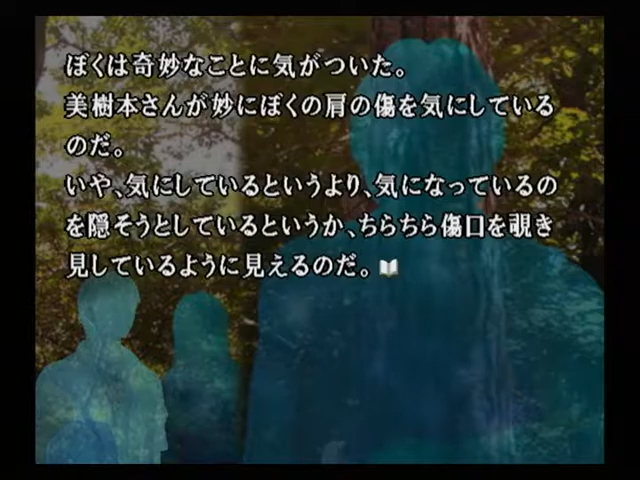 ぼくは奇妙なことに気がついた。
美樹本さんが妙にぼくの肩の傷を気にしている
のだ。
いや、気にしているというより、気になっているの
を隠そうとしているというか、ちらちら傷口を覗き
見しているように見えるのだ。